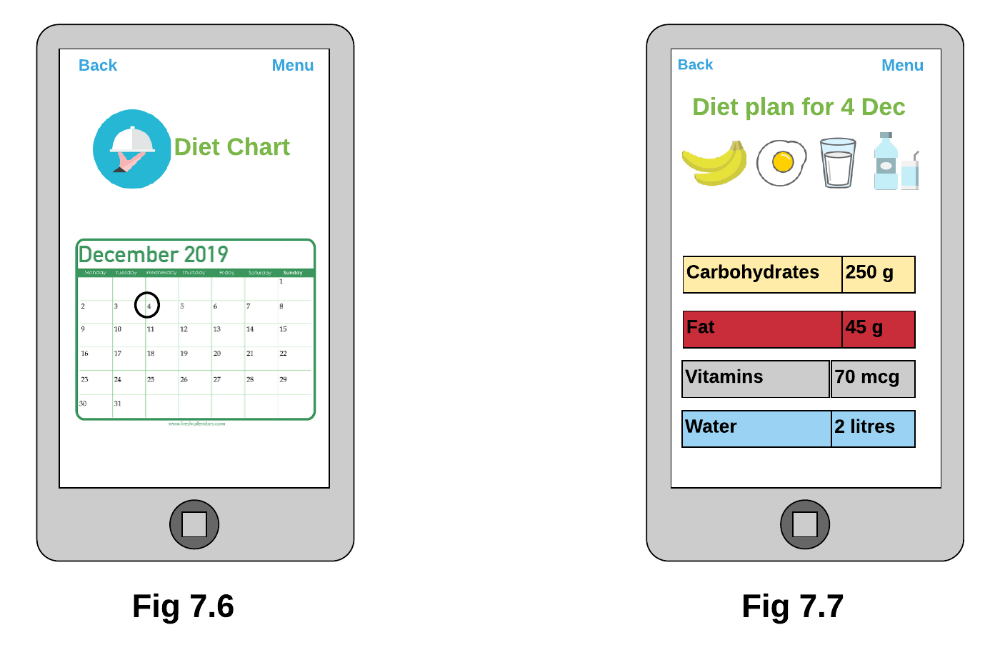 Back Menu
Diet Chart
December 2019
Monday Tuesday Wednesday Thursday Friday Saturday Sunday
1
2 3 4 5 6 7 8
9 10 11 12 13 14 15
16 17 18 19 20 21 22
23 24 25 26 27 28 29
30 31
www.freshcalendars.com
Fig 7.6
Back Menu
Diet plan for 4 Dec
Carbohydrates 250 g
Fat 45 g
Vitamins 70 mcg
Water 2 litres
Fig 7.7